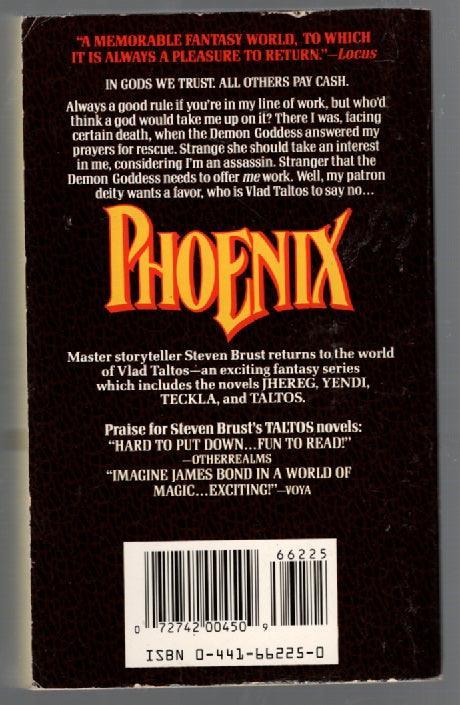 "A MEMORABLE FANTASY WORLD, TO WHICH
IT IS ALWAYS A PLEASURE TO RETURN."—Locus
IN GODS WE TRUST. ALL OTHERS PAY CASH.
Always a good rule if you're in my line of work, but who'd
think a god would take me up on it? There I was, facing
certain death, when the Demon Goddess answered my
prayers for rescue. Strange she should take an interest
in me, considering I'm an assassin. Stranger that the
Demon Goddess needs to offer me work. Well, my patron
deity wants a favor, who is Vlad Taltos to say no...
PHOENIX
Master storyteller Steven Brust returns to the world
of Vlad Taltos—an exciting fantasy series
which includes the novels JHEREG, YENDI,
TECKLA, and TALTOS.
Praise for Steven Brust's TALTOS novels:
"HARD TO PUT DOWN...FUN TO READ!"
—OTHERREALMS
"IMAGINE JAMES BOND IN A WORLD OF
MAGIC...EXCITING!"—VOYA
66225
0 72742 00450 9
ISBN 0-441-66225-0